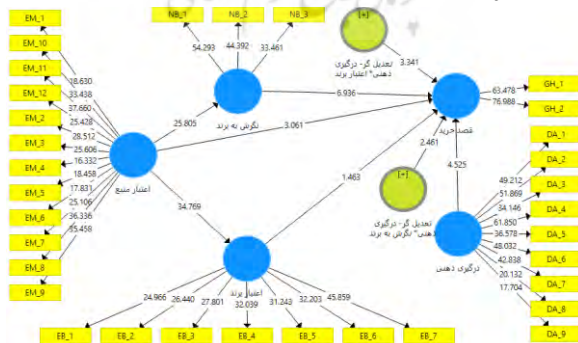 NB_1
NB_2
NB_3
EM_1
EM_10
EM_11
EM_12
EM_2
EM_3
EM_4
EM_5
EM_6
EM_7
EM_8
EM_9
54.293
44.392
33.461
نگرش به برند
[+]
تعدیل گر- درگیری
ذهنی* اعتبار برند
3.341
18.630
33.438
37.660
25.428
28.512
25.606
16.332
18.458
17.831
25.106
36.336
35.458
اعتبار منبع
25.805
6.936
3.061
34.769
1.463
قصد خرید
63.478
76.988
GH_1
GH_2
[+]
تعدیل گر- درگیری
ذهنی* نگرش به برند
2.461
4.525
درگیری ذهنی
49.212
51.869
34.146
61.850
36.578
48.032
42.838
20.132
17.704
DA_1
DA_2
DA_3
DA_4
DA_5
DA_6
DA_7
DA_8
DA_9
اعتبار برند
24.966
26.440
27.801
32.039
31.243
32.203
45.859
EB_1
EB_2
EB_3
EB_4
EB_5
EB_6
EB_7